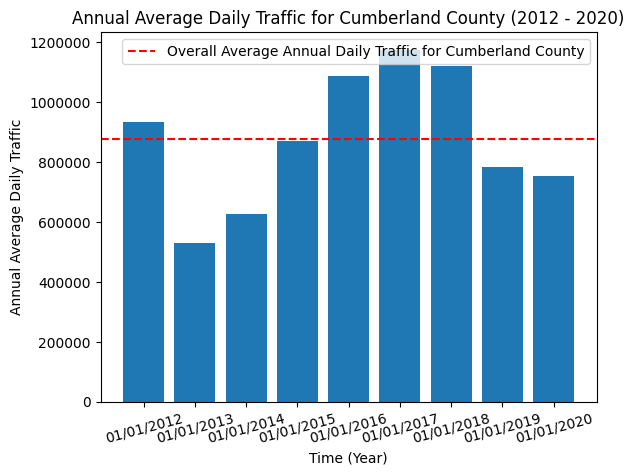 Annual Average Daily Traffic for Cumberland County (2012 - 2020)
Overall Average Annual Daily Traffic for Cumberland County
1200000
1000000
800000
600000
400000
200000
0
Annual Average Daily Traffic
01/01/2012 01/01/2013 01/01/2014 01/01/2015 01/01/2016 01/01/2017 01/01/2018 01/01/2019 01/01/2020
Time (Year)